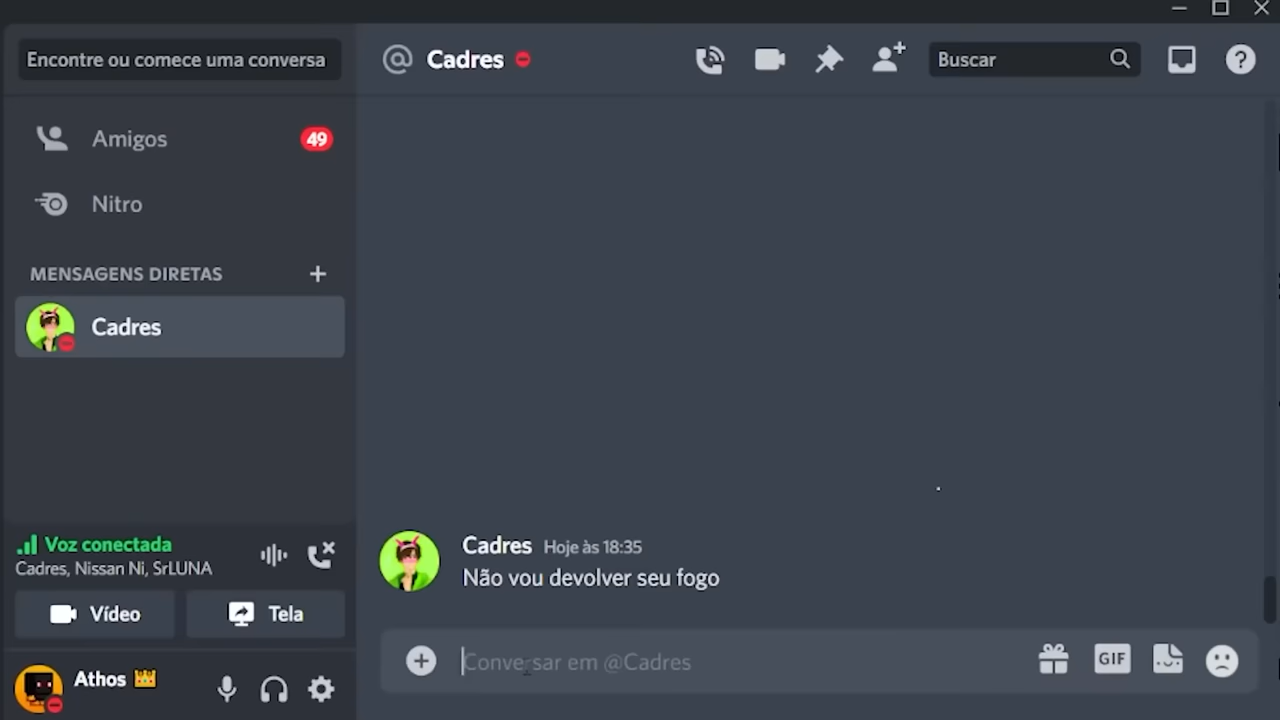 Encontre ou comece uma conversa
Cadres
Buscar
Amigos
49
Nitro
MENSAGENS DIRETAS
Cadres
Cadres Hoje às 18:35
Não vou devolver seu fogo
Voz conectada
Cadres, Nissan Ni, SrLUNA
Vídeo
Tela
Conversar em @Cadres
GIF
Athos